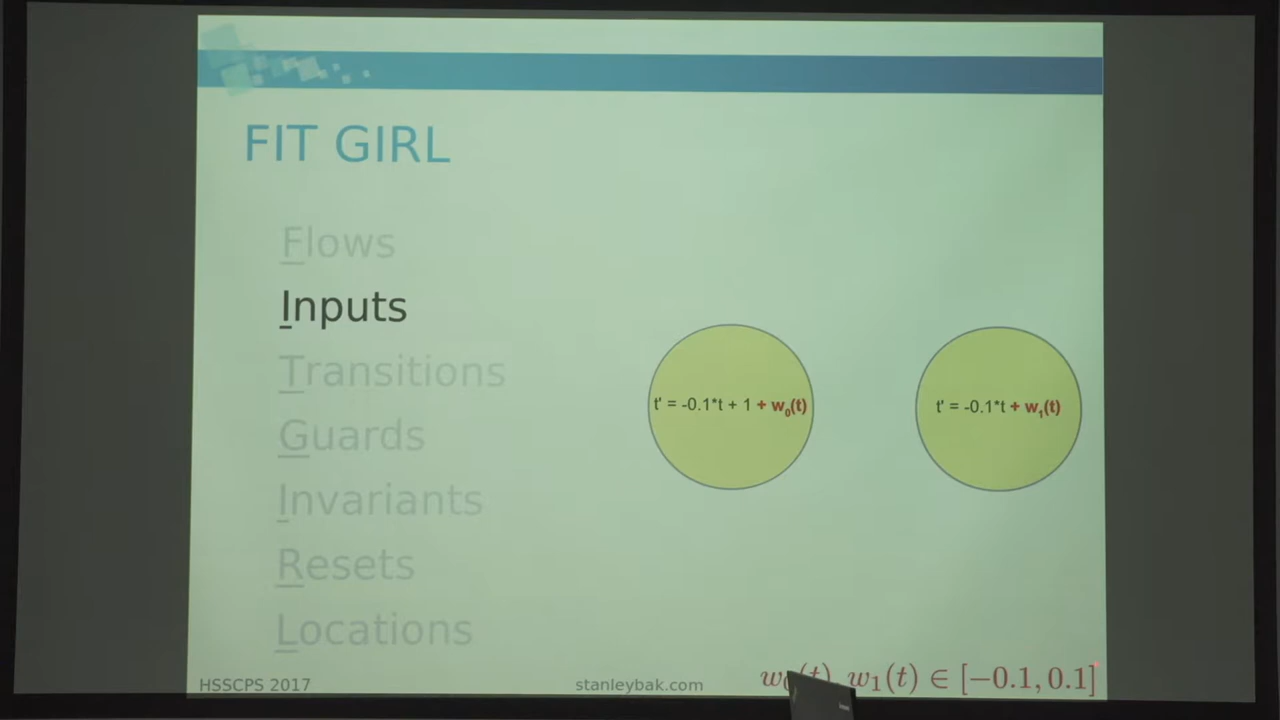 FIT GIRL
Flows
Inputs
Transitions
Guards
Invariants
Resets
Locations
t' = -0.1*t + 1 + w₀(t)
t' = -0.1*t + w₁(t)
HSSCPS 2017
stanleybak.com
w₀(t), w₁(t) ∈ [−0.1, 0.1]